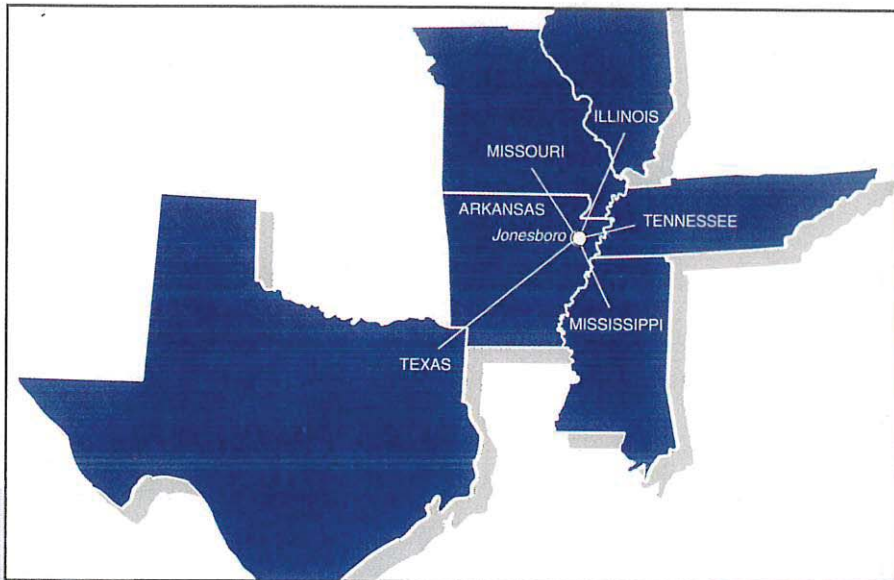 ILLINOIS
MISSOURI
ARKANSAS
TENNESSEE
Jonesboro
MISSISSIPPI
TEXAS